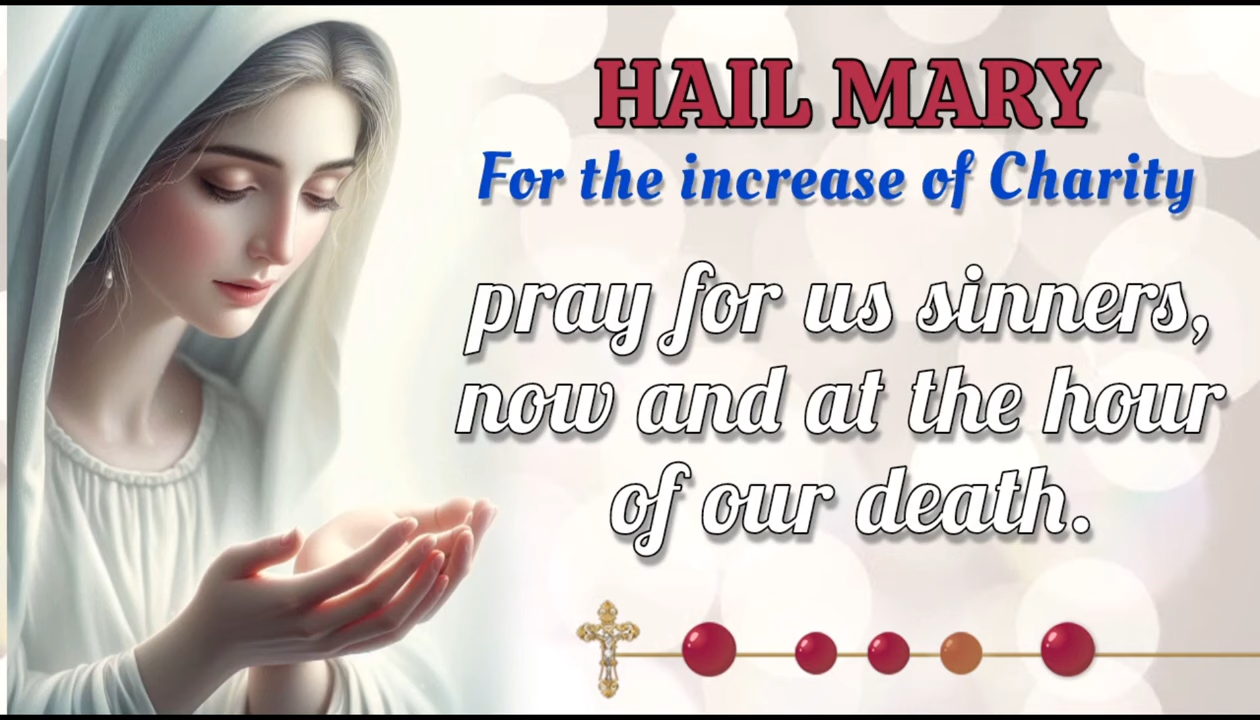 HAIL MARY
For the increase of Charity
pray for us sinners,
now and at the hour
of our death.